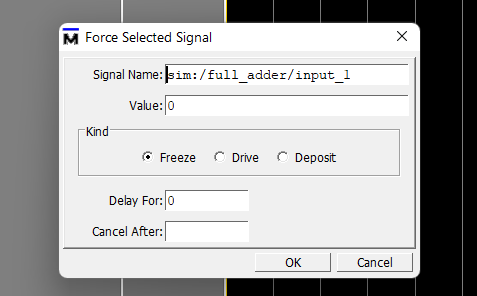 Force Selected Signal
Signal Name: sim:/full_adder/input_1
Value: 0
Kind
Freeze Drive Deposit
Delay For: 0
Cancel After:
OK Cancel